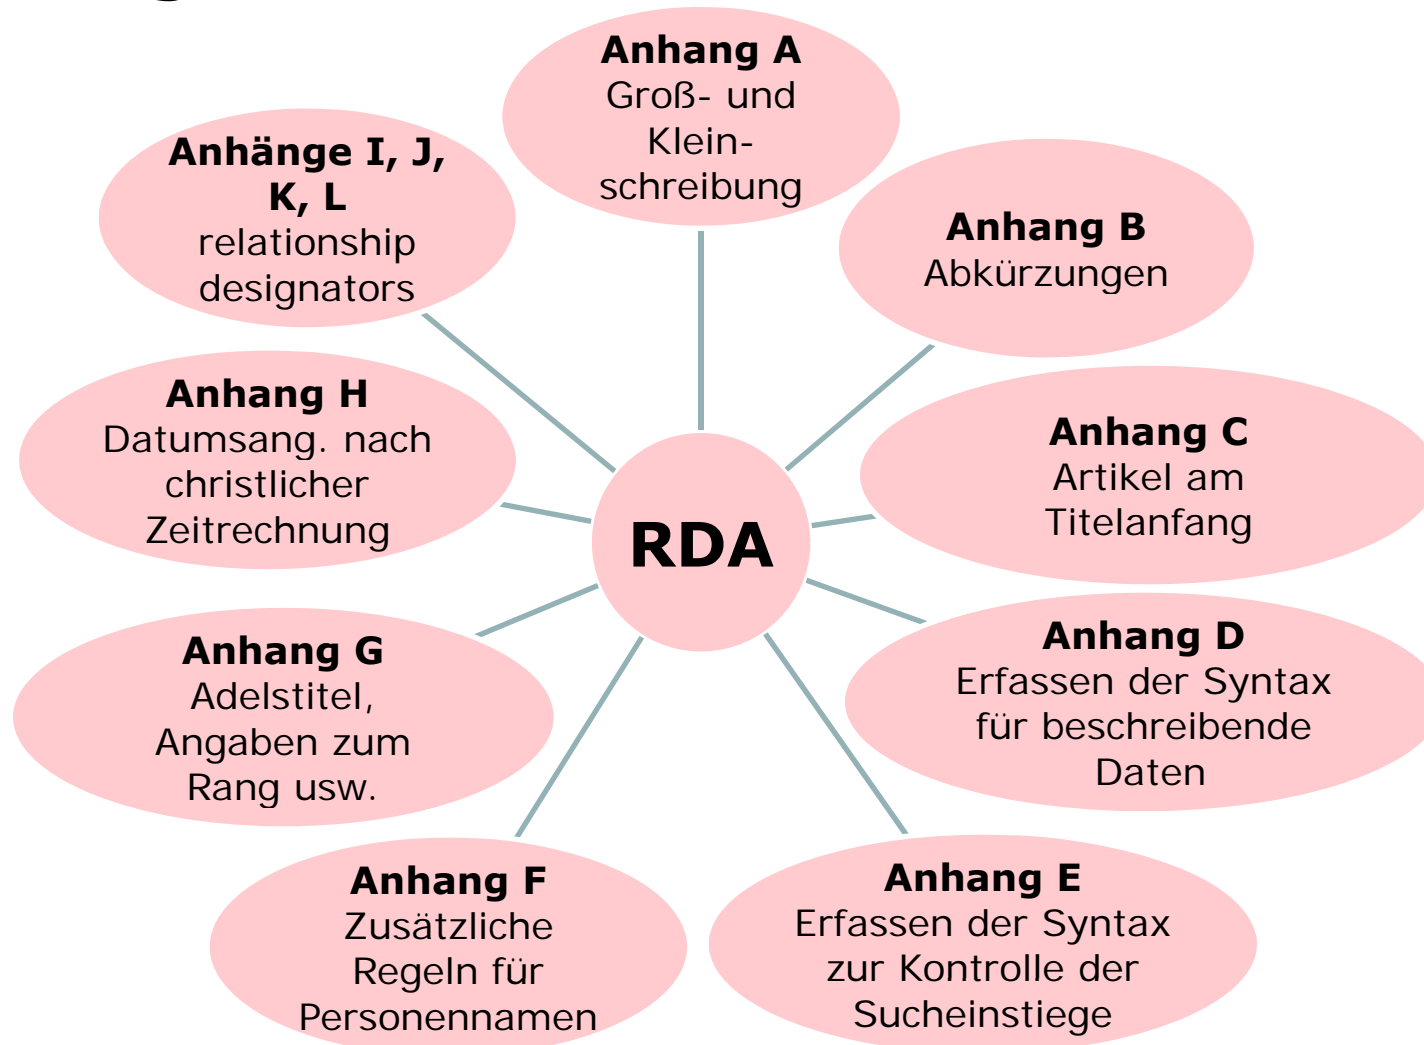 Anhang A
Groß- und
Klein-
schreibung
Anhang B
Abkürzungen
Anhang C
Artikel am
Titelanfang
Anhang D
Erfassen der Syntax
für beschreibende
Daten
Anhang E
Erfassen der Syntax
zur Kontrolle der
Sucheinstiege
Anhang F
Zusätzliche
Regeln für
Personennamen
Anhang G
Adelstitel,
Angaben zum
Rang usw.
Anhang H
Datumsang. nach
christlicher
Zeitrechnung
Anhänge I, J,
K, L
relationship
designators
RDA